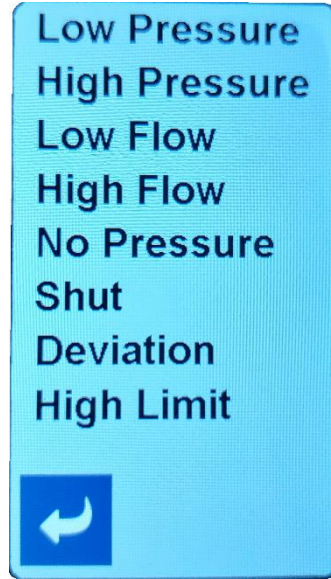 Low Pressure
High Pressure
Low Flow
High Flow
No Pressure
Shut
Deviation
High Limit